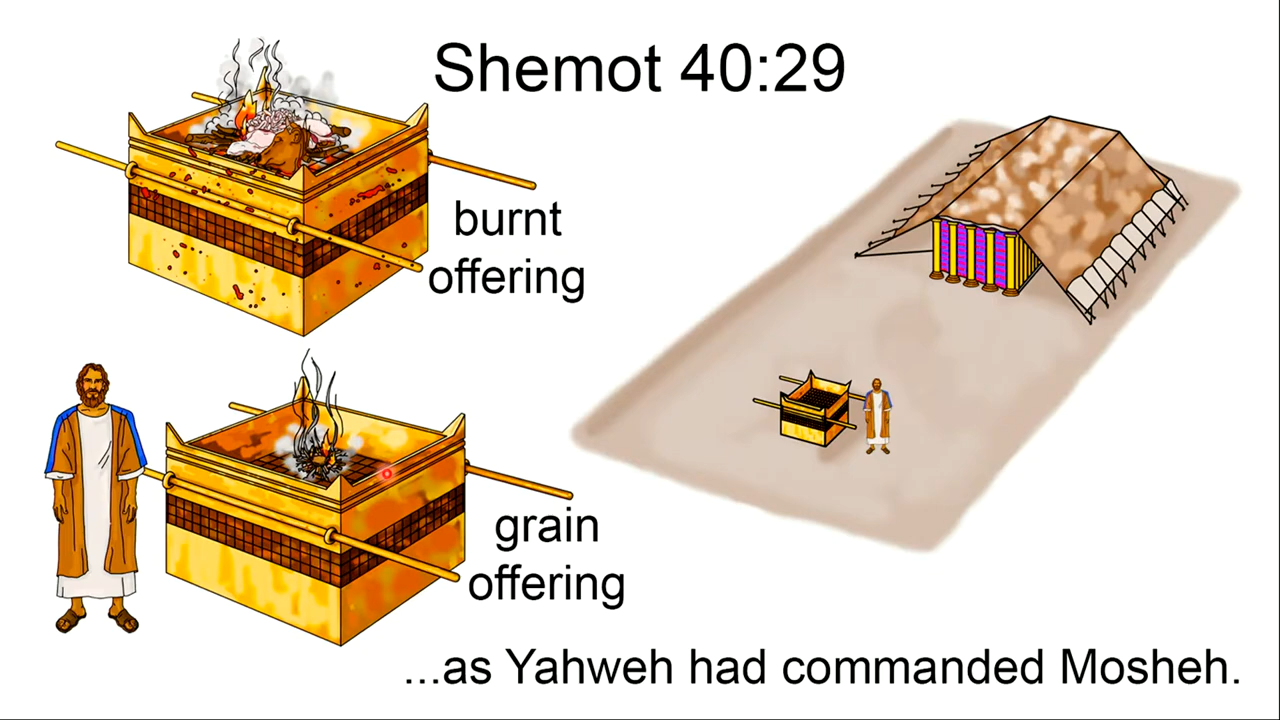 Shemot 40:29
burnt
offering
grain
offering
...as Yahweh had commanded Mosheh.